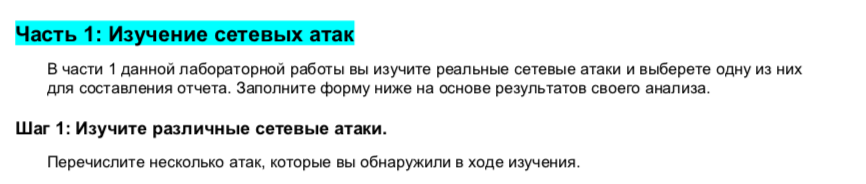 Часть 1: Изучение сетевых атак
В части 1 данной лабораторной работы вы изучите реальные сетевые атаки и выберете одну из них
для составления отчета. Заполните форму ниже на основе результатов своего анализа.
Шаг 1: Изучите различные сетевые атаки.
Перечислите несколько атак, которые вы обнаружили в ходе изучения.